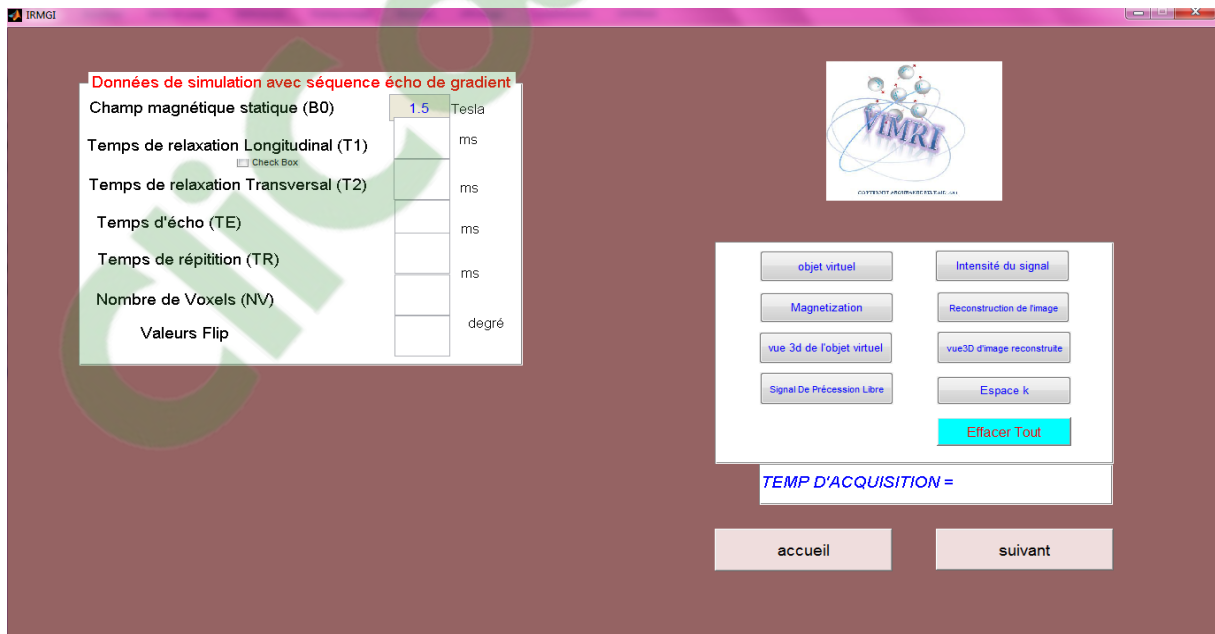 IRMGI
Données de simulation avec séquence écho de gradient
Champ magnétique statique (B0) 1.5 Tesla
Temps de relaxation Longitudinal (T1) ms
Check Box
Temps de relaxation Transversal (T2) ms
Temps d'écho (TE) ms
Temps de répitition (TR) ms
Nombre de Voxels (NV)
Valeurs Flip degré
VIMRI
objet virtuel Intensité du signal
Magnetization Reconstruction de l'image
vue 3d de l'objet virtuel vue3D d'image reconstruite
Signal De Précession Libre Espace k
Effacer Tout
TEMP D'ACQUISITION =
accueil suivant